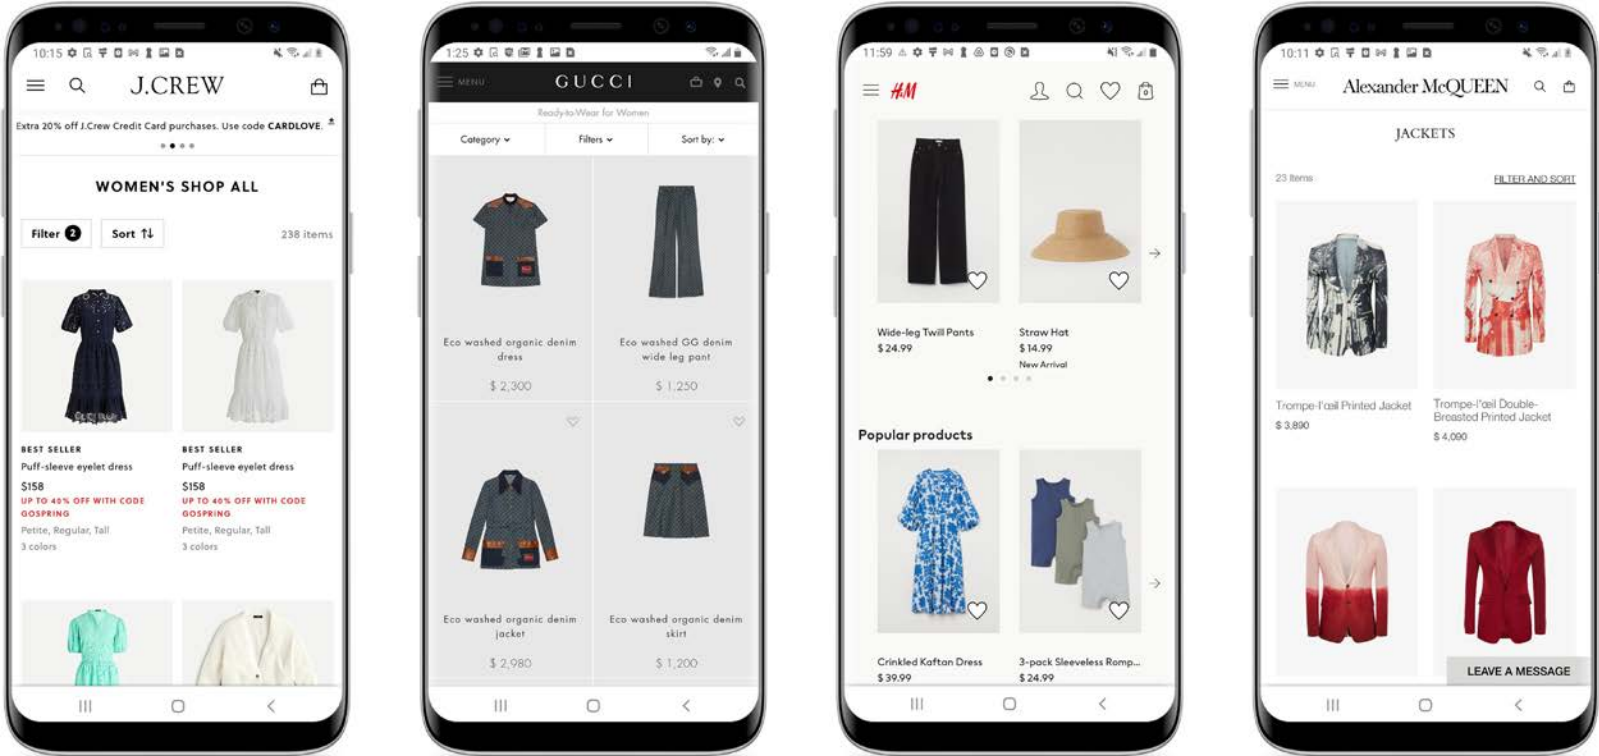 10:15
J.CREW
Extra 20% off J.Crew Credit Card purchases. Use code CARDLOVE.
WOMEN'S SHOP ALL
Filter 2
Sort
238 items
BEST SELLER
Puff-sleeve eyelet dress
$158
UP TO 40% OFF WITH CODE
GOSPRING
Petite, Regular, Tall
3 colors
BEST SELLER
Puff-sleeve eyelet dress
$158
UP TO 40% OFF WITH CODE
GOSPRING
Petite, Regular, Tall
3 colors
1:25
MENU
GUCCI
Ready-to-Wear for Women
Category
Filters
Sort by:
Eco washed organic denim
dress
$ 2,300
Eco washed GG denim
wide leg pant
$ 1,250
Eco washed organic denim
jacket
$ 2,980
Eco washed organic denim
skirt
$ 1,200
11:59
H&M
0
Wide-leg Twill Pants
$ 24.99
Straw Hat
$ 14.99
New Arrival
Popular products
Crinkled Kaftan Dress
$ 39.99
3-pack Sleeveless Romp...
$ 24.99
10:11
MENU
Alexander McQUEEN
JACKETS
23 Items
FILTER AND SORT
Trompe-l'œil Printed Jacket
$ 3,890
Trompe-l'œil Double-
Breasted Printed Jacket
$ 4,090
LEAVE A MESSAGE